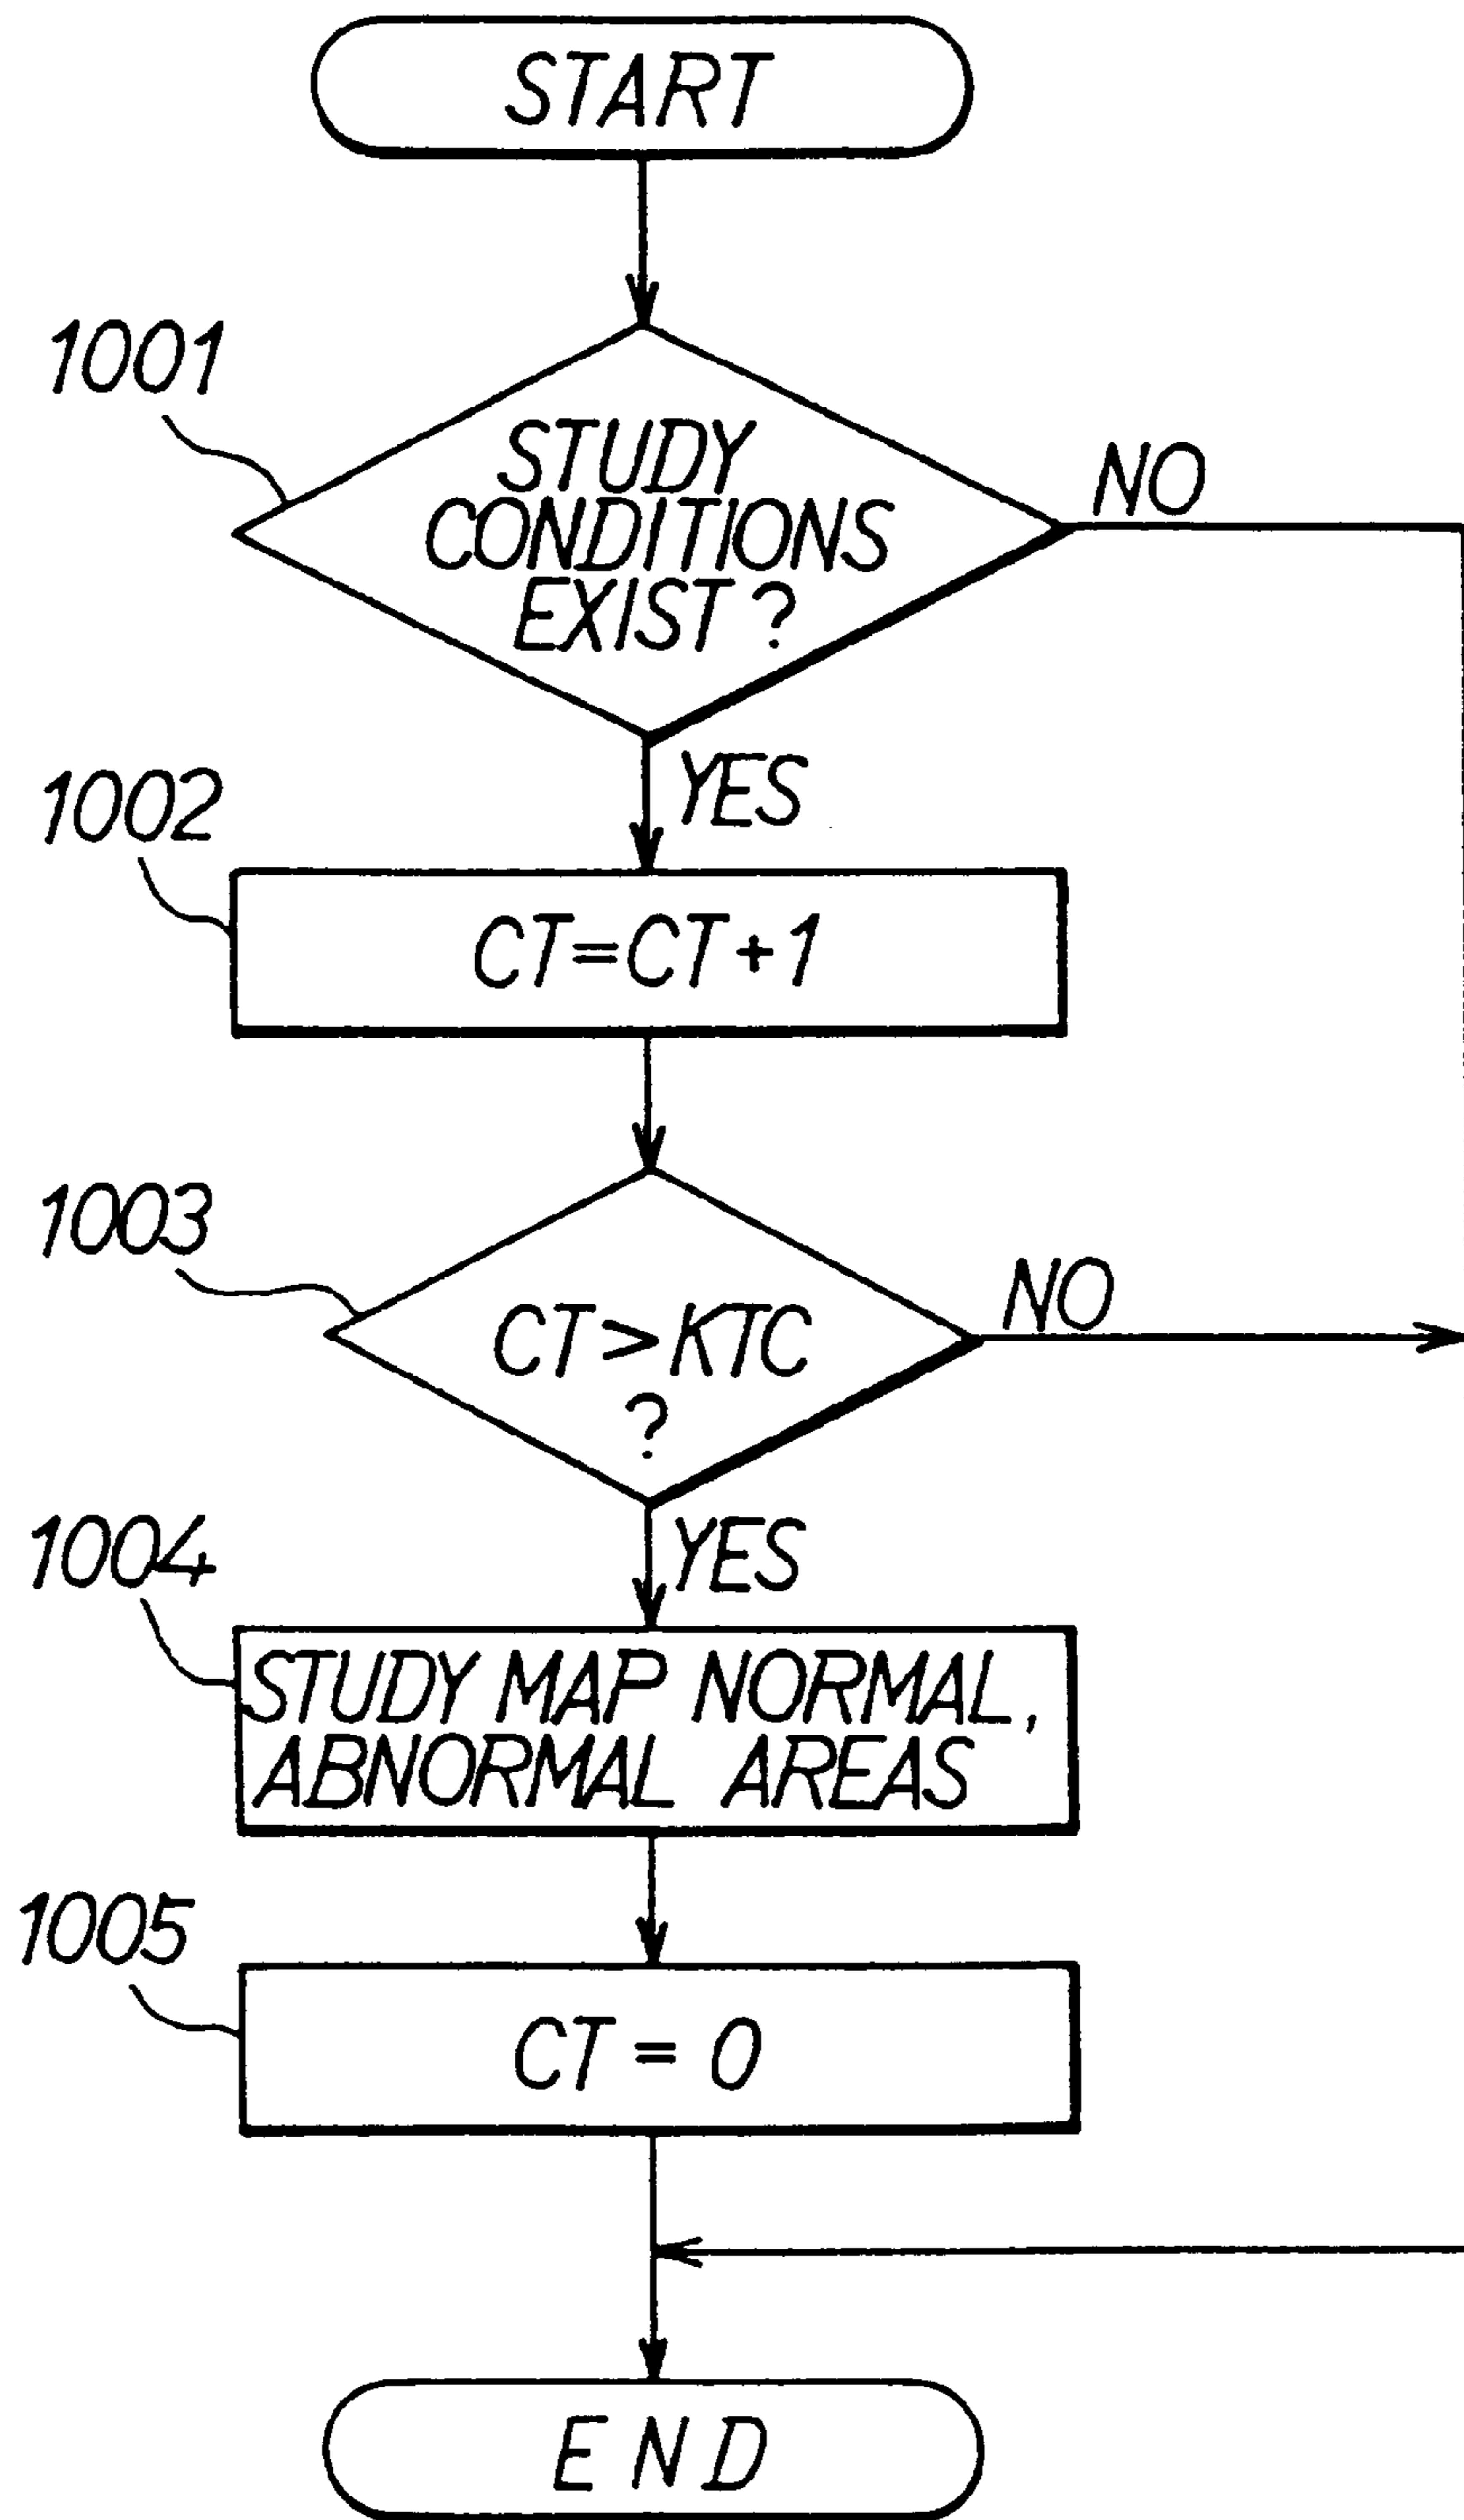 START
1001
STUDY
CONDITIONS
EXIST?
NO
YES
1002
CT=CT+1
1003
CT>KTC
?
NO
YES
1004
STUDY MAP NORMAL,
ABNORMAL AREAS
1005
CT=0
END